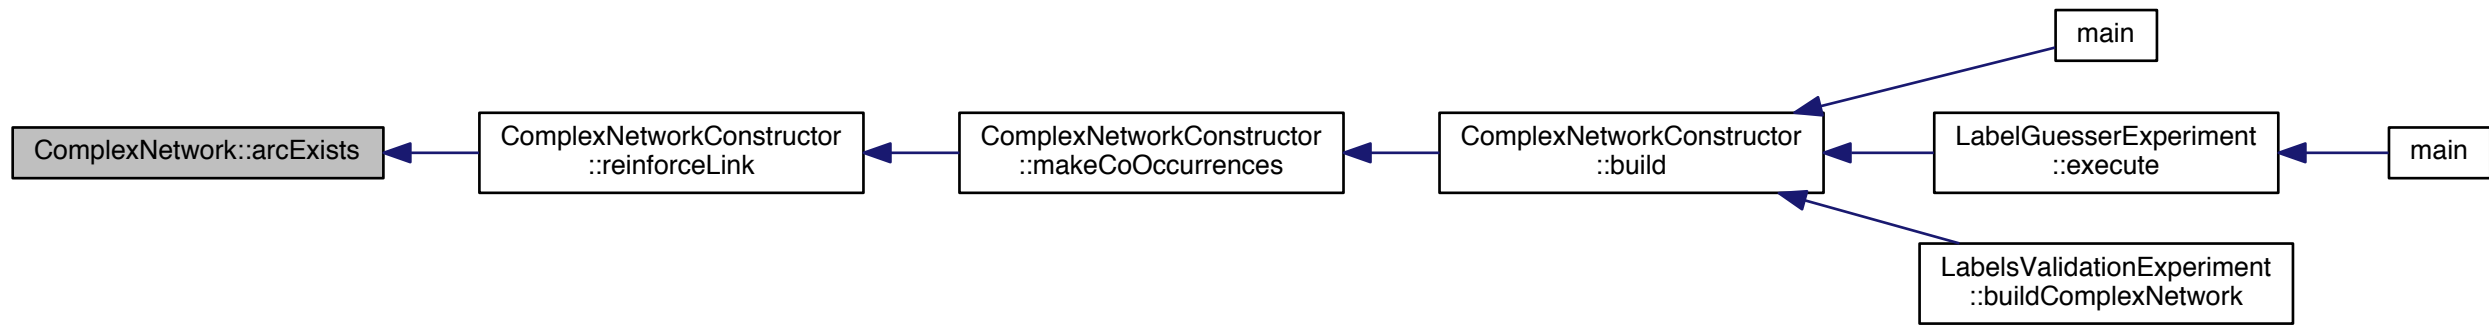 main
ComplexNetwork::arcExists
ComplexNetworkConstructor
::reinforceLink
ComplexNetworkConstructor
::makeCoOccurrences
ComplexNetworkConstructor
::build
LabelGuesserExperiment
::execute
main
LabelsValidationExperiment
::buildComplexNetwork